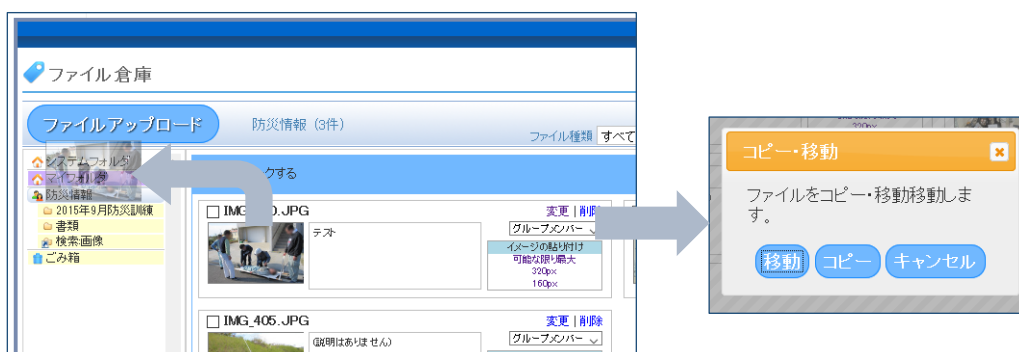 ファイル倉庫
ファイルアップロード
防災情報 (3件)
ファイル種類 すべて
システムフォルダ
マイフォルダ
防災情報
2015年9月防災訓練
書類
検索:画像
ごみ箱
クする
IMG
0.JPG
変更 | 削除
テスト
グループメンバー
イメージの貼り付け
可能な限り最大
320px
160px
IMG_405.JPG
変更 | 削除
(説明はありません)
グループメンバー
320px
コピー・移動
ファイルをコピー・移動移動しま
す。
移動 コピー キャンセル